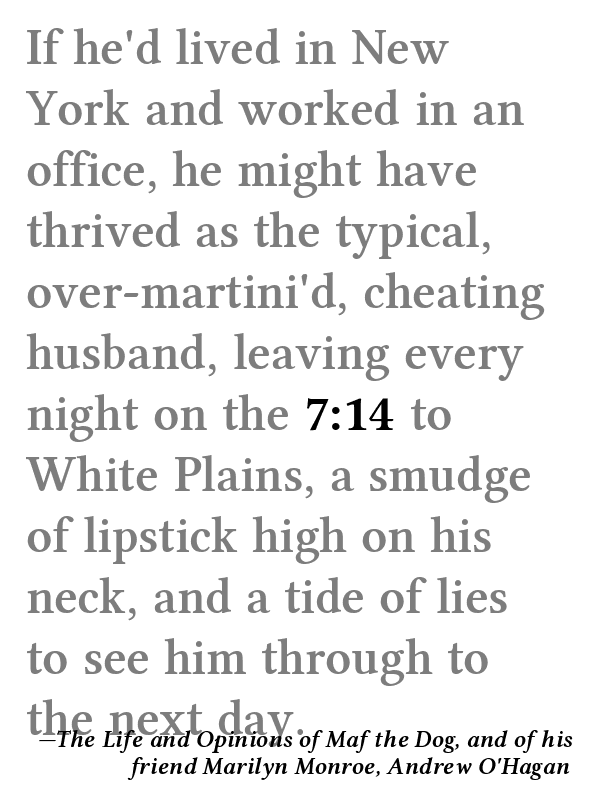 If he'd lived in New
York and worked in an
office, he might have
thrived as the typical,
over-martini'd, cheating
husband, leaving every
night on the 7:14 to
White Plains, a smudge
of lipstick high on his
neck, and a tide of lies
to see him through to
the next day.
—The Life and Opinions of Maf the Dog, and of his
friend Marilyn Monroe, Andrew O'Hagan